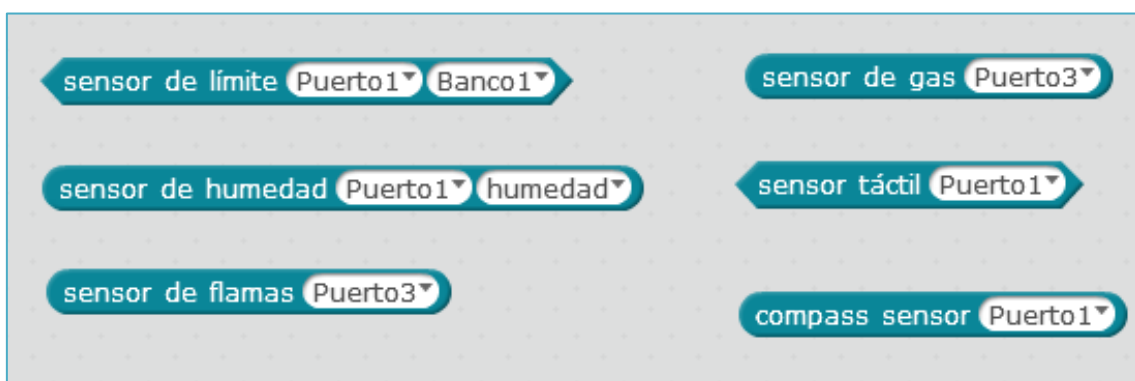 sensor de límite Puerto1 Banco1
sensor de gas Puerto3
sensor de humedad Puerto1 humedad
sensor táctil Puerto1
sensor de flamas Puerto3
compass sensor Puerto1